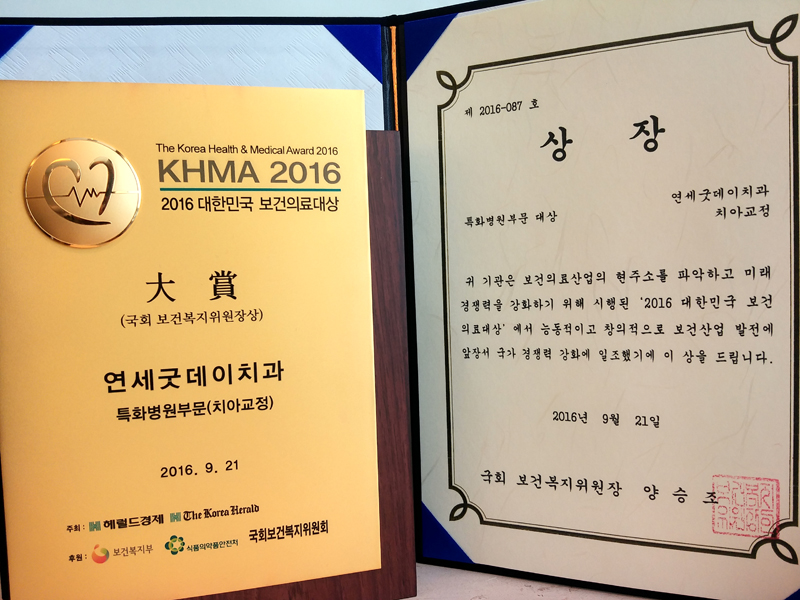 The Korea Health & Medical Award 2016
KHMA 2016
2016 대한민국 보건의료대상
大賞
(국회 보건복지위원장상)
연세굿데이치과
특화병원부문(치아교정)
2016. 9. 21
주최 : H 헤럴드경제 H The Korea Herald
후원 : 보건복지부 식품의약품안전처 국회보건복지위원회
제 2016-087 호
상 장
연세굿데이치과
치아교정
특화병원부문 대상
귀 기관은 보건의료산업의 현주소를 파악하고 미래
경쟁력을 강화하기 위해 시행된 '2016 대한민국 보건
의료대상' 에서 능동적이고 창의적으로 보건산업 발전에
앞장서 국가 경쟁력 강화에 일조했기에 이 상을 드립니다.
2016년 9월 21일
국회 보건복지위원장 양 승 조